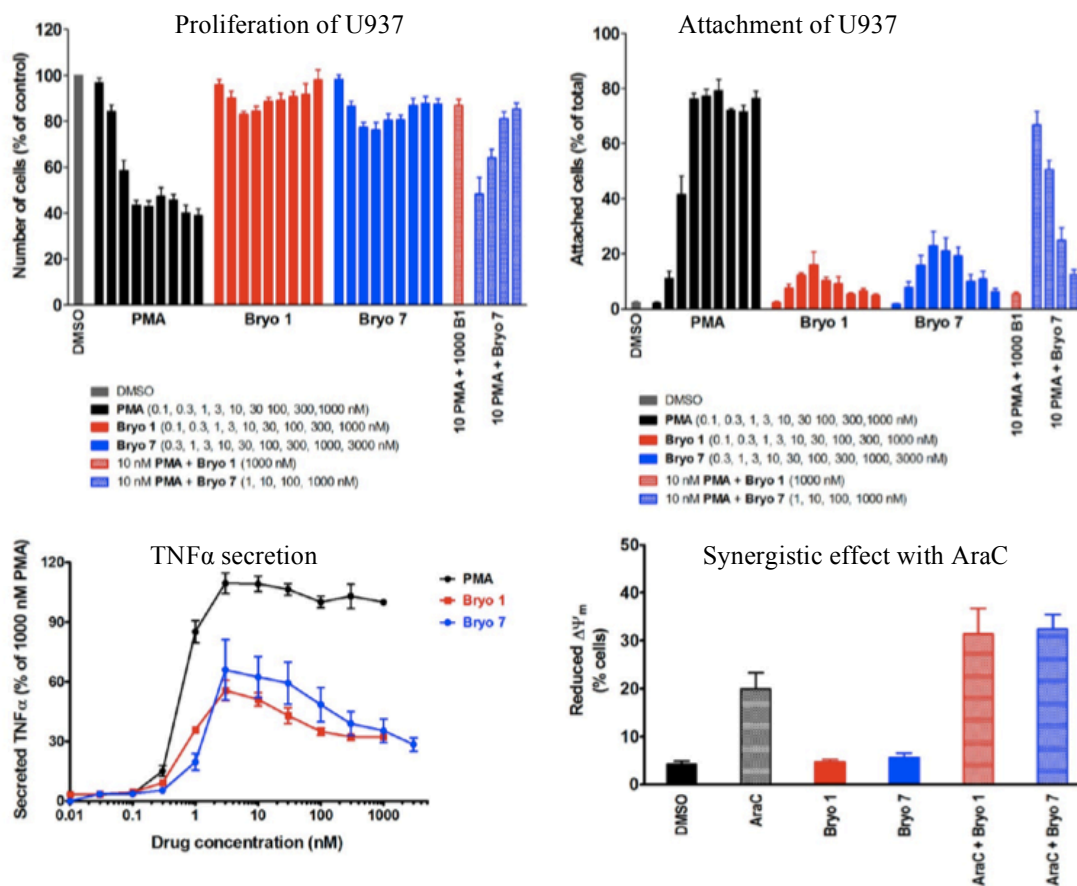 Proliferation of U937
Number of cells (% of control)
120
100
80
60
40
20
0
DMSO
PMA
Bryo 1
Bryo 7
10 PMA + 1000 B1
10 PMA + Bryo 7
DMSO
PMA (0.1, 0.3, 1, 3, 10, 30 100, 300,1000 nM)
Bryo 1 (0.1, 0.3, 1, 3, 10, 30, 100, 300, 1000 nM)
Bryo 7 (0.3, 1, 3, 10, 30, 100, 300, 1000, 3000 nM)
10 nM PMA + Bryo 1 (1000 nM)
10 nM PMA + Bryo 7 (1, 10, 100, 1000 nM)
Attachment of U937
Attached cells (% of total)
100
80
60
40
20
0
DMSO
PMA
Bryo 1
Bryo 7
10 PMA + 1000 B1
10 PMA + Bryo 7
DMSO
PMA (0.1, 0.3, 1, 3, 10, 30 100, 300,1000 nM)
Bryo 1 (0.1, 0.3, 1, 3, 10, 30, 100, 300, 1000 nM)
Bryo 7 (0.3, 1, 3, 10, 30, 100, 300, 1000, 3000 nM)
10 nM PMA + Bryo 1 (1000 nM)
10 nM PMA + Bryo 7 (1, 10, 100, 1000 nM)
TNFα secretion
Secreted TNFα (% of 1000 nM PMA)
120
90
60
30
0
0.01
0.1
1
10
100
1000
Drug concentration (nM)
PMA
Bryo 1
Bryo 7
Synergistic effect with AraC
Reduced ΔΨm
(% cells)
50
40
30
20
10
0
DMSO
AraC
Bryo 1
Bryo 7
AraC + Bryo 1
AraC + Bryo 7